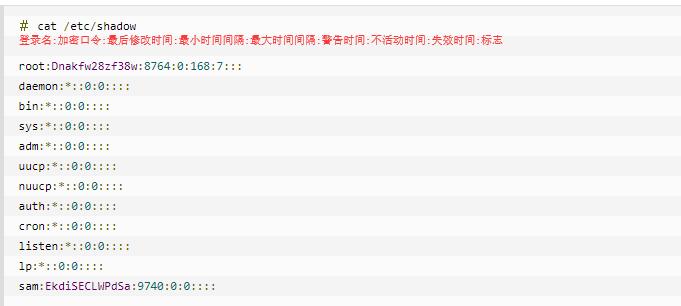 # cat /etc/shadow
登录名:加密口令:最后修改时间:最小时间间隔:最大时间间隔:警告时间:不活动时间:失效时间:标志
root:Dnakfw28zf38w:8764:0:168:7:::
daemon:*::0:0::::
bin:*::0:0::::
sys:*::0:0::::
adm:*::0:0::::
uucp:*::0:0::::
nuucp:*::0:0::::
auth:*::0:0::::
cron:*::0:0::::
listen:*::0:0::::
lp:*::0:0::::
sam:EkdiSECLWPdSa:9740:0:0::::